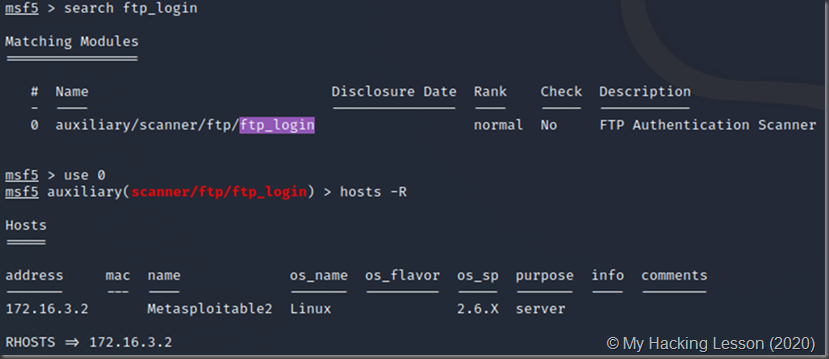 msf5 > search ftp_login
Matching Modules
================
# Name Disclosure Date Rank Check Description
- ---- --------------- ---- ----- -----------
0 auxiliary/scanner/ftp/ftp_login normal No FTP Authentication Scanner
msf5 > use 0
msf5 auxiliary(scanner/ftp/ftp_login) > hosts -R
Hosts
=====
address mac name os_name os_flavor os_sp purpose info comments
------- --- ---- ------- --------- ----- ------- ---- --------
172.16.3.2 Metasploitable2 Linux 2.6.X server
RHOSTS => 172.16.3.2
© My Hacking Lesson (2020)